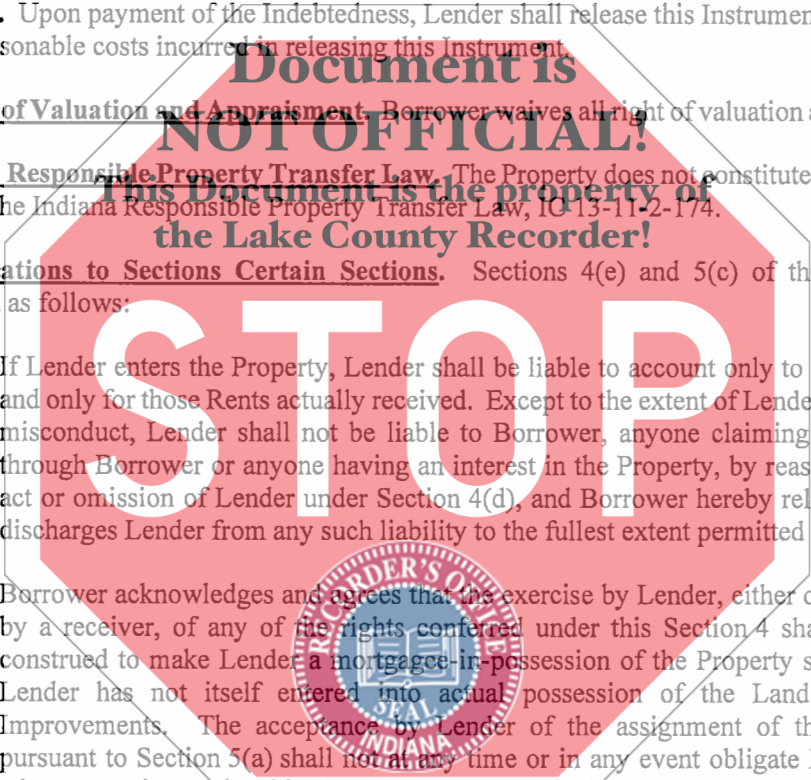 . Upon payment of the Indebtedness, Lender shall release this Instrumen
sonable costs incurred in releasing this Instrument.
Document is
of Valuation and Appraisment. Borrower waives all right of valuation a
NOT OFFICIAL!
Responsible Property Transfer Law. The Property does not constitute
This Document is the property of
he Indiana Responsible Property Transfer Law, IC 13-11-2-174.
the Lake County Recorder!
ations to Sections Certain Sections. Sections 4(e) and 5(c) of th
as follows:
STOP
If Lender enters the Property, Lender shall be liable to account only to
and only for those Rents actually received. Except to the extent of Lende
misconduct, Lender shall not be liable to Borrower, anyone claiming
through Borrower or anyone having an interest in the Property, by reas
act or omission of Lender under Section 4(d), and Borrower hereby rel
discharges Lender from any such liability to the fullest extent permitted
RECORDER'S OFFICE
Borrower acknowledges and agrees that the exercise by Lender, either
by a receiver, of any of the rights conferred under this Section 4 sha
construed to make Lender a mortgagee-in-possession of the Property s
Lender has not itself entered into actual possession of the Land
SEAL
Improvements. The acceptance by Lender of the assignment of th
INDIANA
pursuant to Section 5(a) shall not at any time or in any event obligate